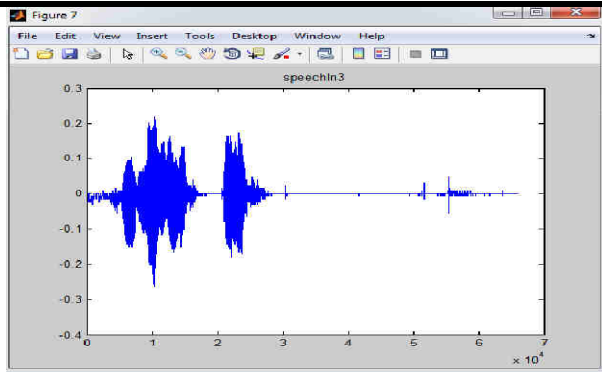 Figure 7
File Edit View Insert Tools Desktop Window Help
speechIn3
0.3
0.2
0.1
0
-0.1
-0.2
-0.3
-0.4
0 1 2 3 4 5 6 7
x 10^4